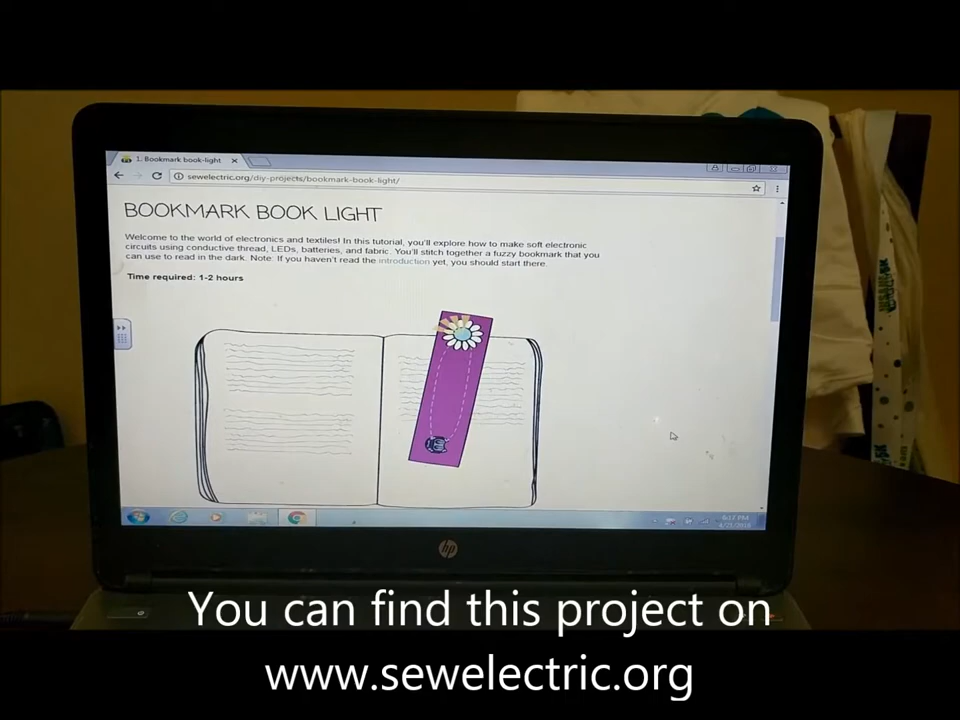 1. Bookmark book-light
sewelectric.org/diy-projects/bookmark-book-light/
BOOKMARK BOOK LIGHT
Welcome to the world of electronics and textiles! In this tutorial, you'll explore how to make soft electronic
circuits using conductive thread, LEDs, batteries, and fabric. You'll stitch together a fuzzy bookmark that you
can use to read in the dark. Note: If you haven't read the introduction yet, you should start there.
Time required: 1-2 hours
hp
You can find this project on
www.sewelectric.org